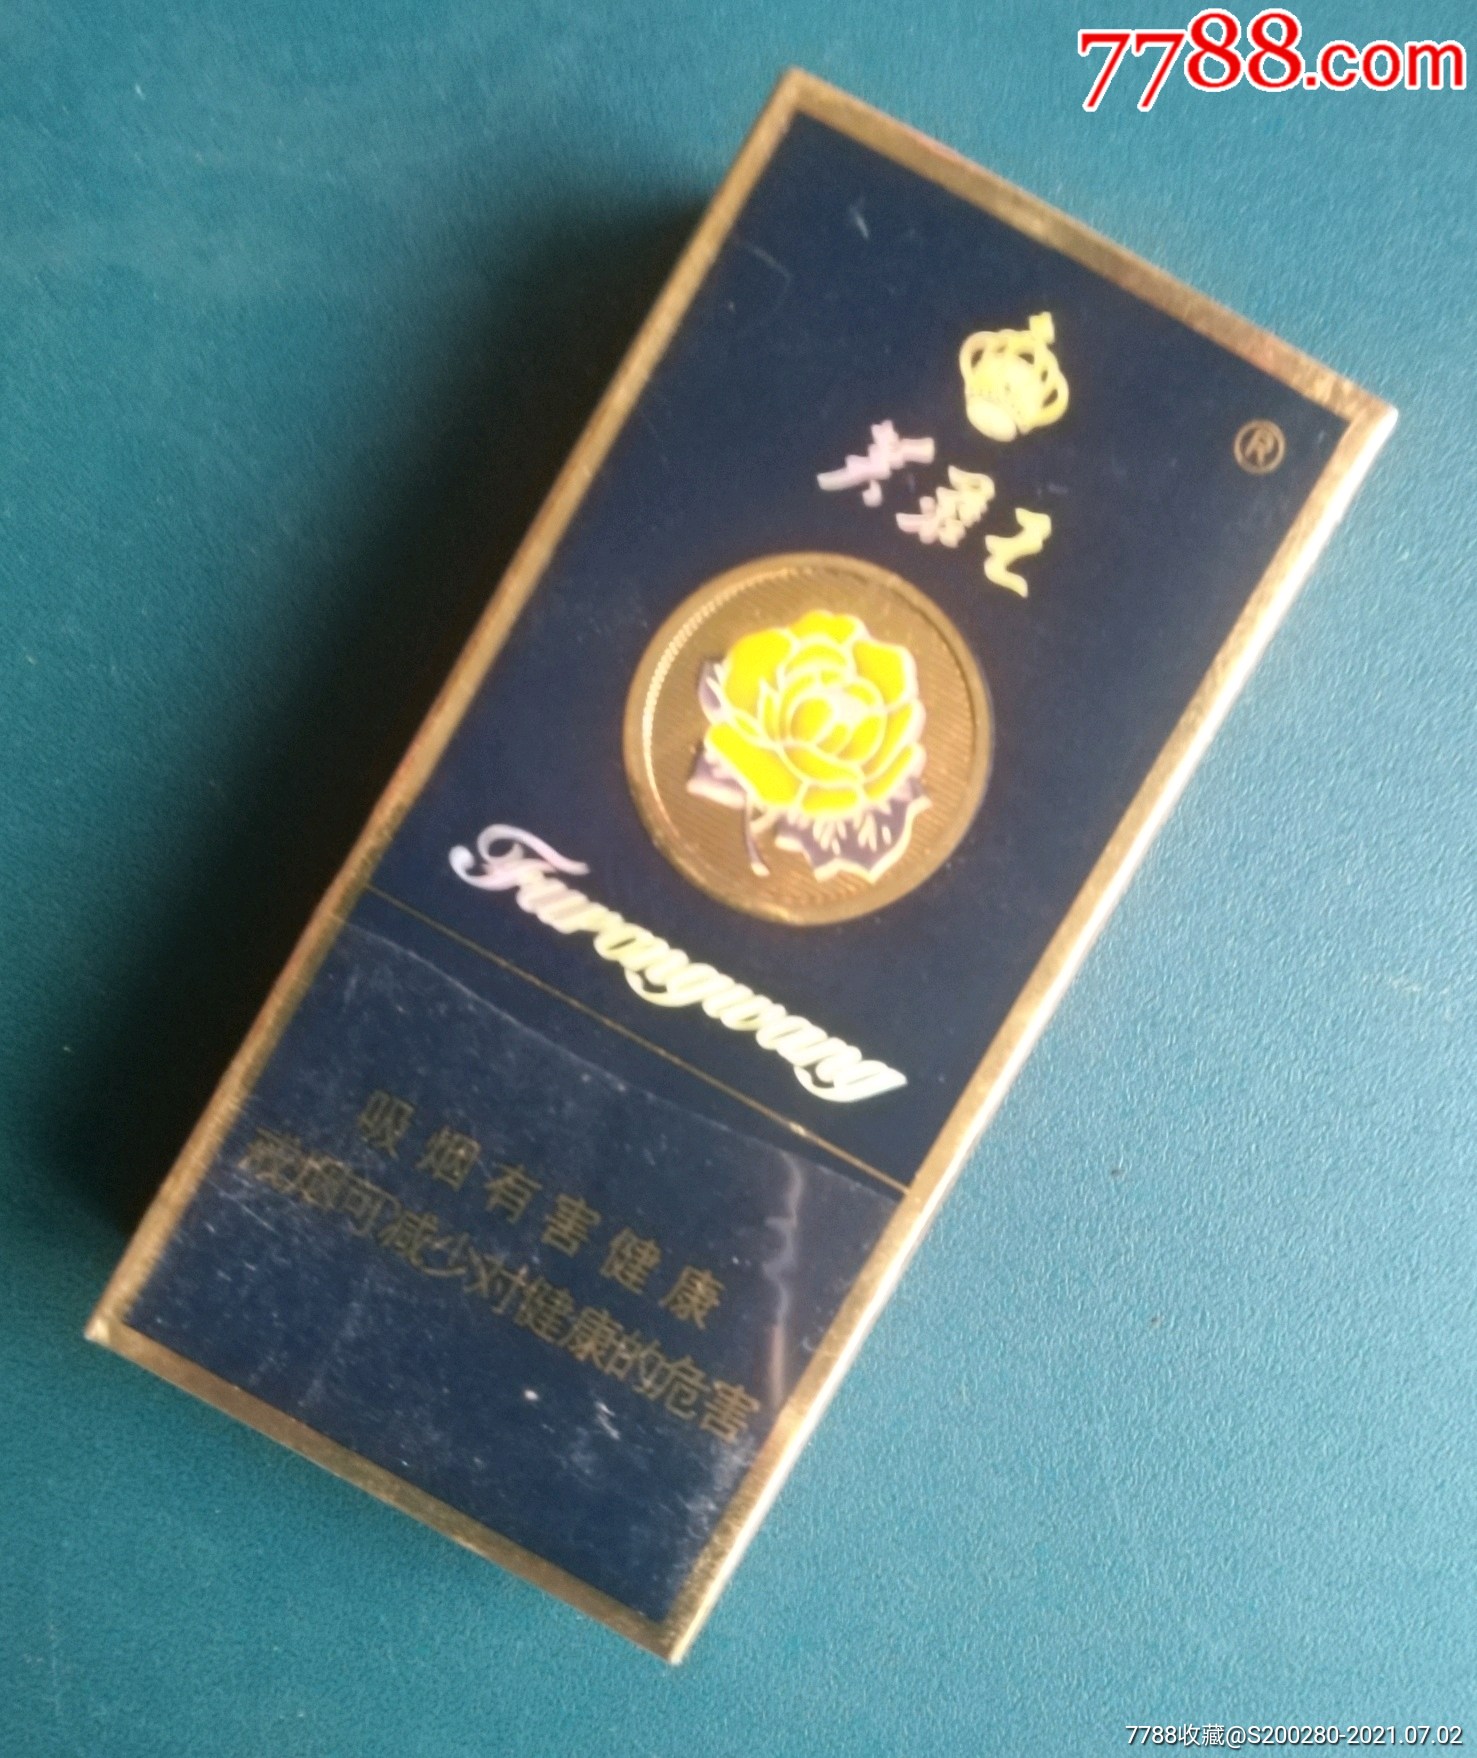 7788.com
®
芙蓉王
Furongwang
吸烟有害健康
戒烟可减少对健康的危害
7788收藏@S200280-2021.07.02